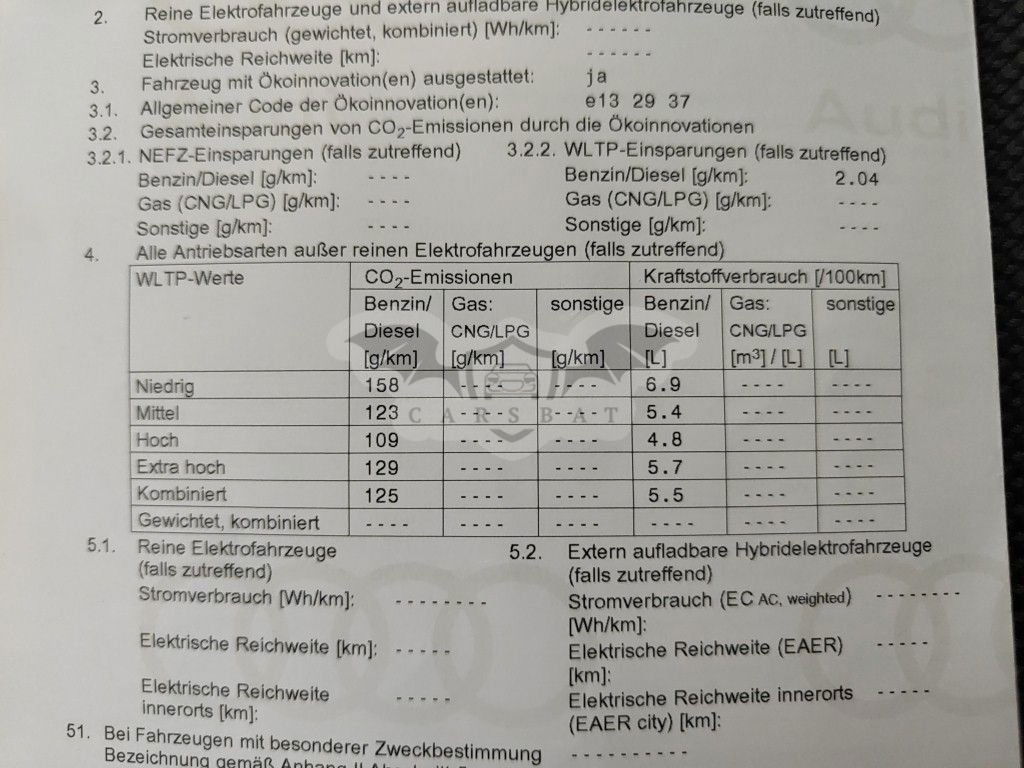 2. Reine Elektrofahrzeuge und extern aufladbare Hybridelektrofahrzeuge (falls zutreffend)
Stromverbrauch (gewichtet, kombiniert) [Wh/km]: - - - - - -
Elektrische Reichweite [km]: - - - - - -
3. Fahrzeug mit Ökoinnovation(en) ausgestattet: ja
3.1. Allgemeiner Code der Ökoinnovation(en): e13 29 37
3.2. Gesamteinsparungen von CO2-Emissionen durch die Ökoinnovationen
3.2.1. NEFZ-Einsparungen (falls zutreffend) 3.2.2. WLTP-Einsparungen (falls zutreffend)
Benzin/Diesel [g/km]: - - - - Benzin/Diesel [g/km]: 2.04
Gas (CNG/LPG) [g/km]: - - - - Gas (CNG/LPG) [g/km]: - - - -
Sonstige [g/km]: - - - - Sonstige [g/km]: - - - -
4. Alle Antriebsarten außer reinen Elektrofahrzeugen (falls zutreffend)
WLTP-Werte CO2-Emissionen Kraftstoffverbrauch [/100km]
Benzin/ Gas: sonstige Benzin/ Gas: sonstige
Diesel CNG/LPG Diesel CNG/LPG
[g/km] [g/km] [g/km] [L] [m³] / [L] [L]
Niedrig 158 - - - - - - - - 6.9 - - - - - - - -
Mittel 123 - - - - - - - - 5.4 - - - - - - - -
CARSBAT
Hoch 109 - - - - - - - - 4.8 - - - - - - - -
Extra hoch 129 - - - - - - - - 5.7 - - - - - - - -
Kombiniert 125 - - - - - - - - 5.5 - - - - - - - -
Gewichtet, kombiniert - - - - - - - - - - - - - - - - - - - - - - - -
5.1. Reine Elektrofahrzeuge 5.2. Extern aufladbare Hybridelektrofahrzeuge
(falls zutreffend) (falls zutreffend)
Stromverbrauch [Wh/km]: - - - - - - - - Stromverbrauch (EC AC, weighted) - - - - - - - -
[Wh/km]:
Elektrische Reichweite [km]: - - - - - Elektrische Reichweite (EAER) - - - - -
[km]:
Elektrische Reichweite - - - - - Elektrische Reichweite innerorts - - - - -
innerorts [km]: (EAER city) [km]:
51. Bei Fahrzeugen mit besonderer Zweckbestimmung - - - - - - - - - -
Bezeichnung gemäß Anhang II